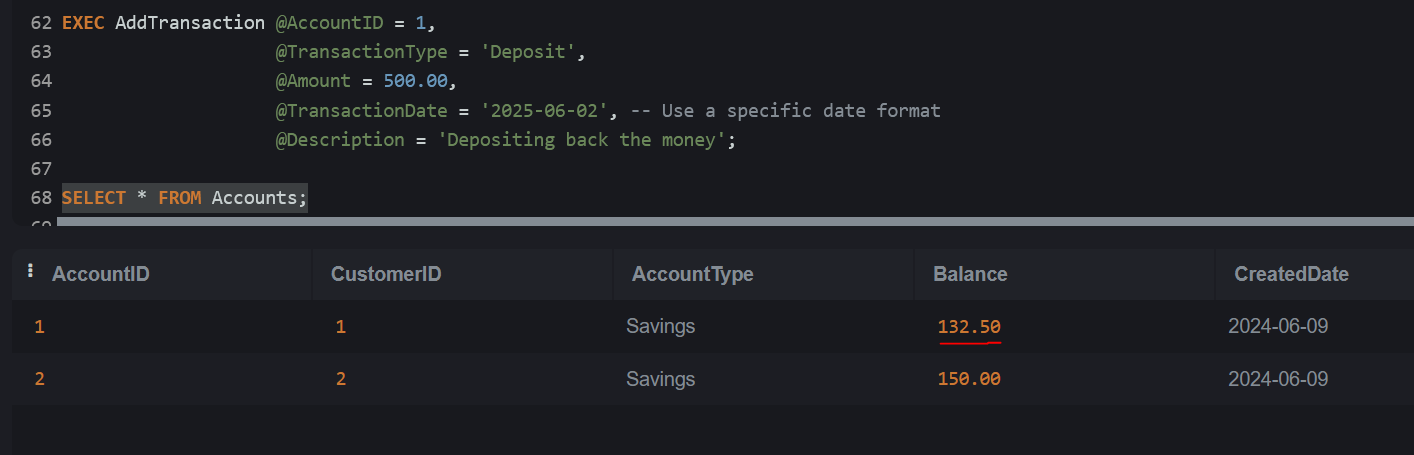 62 EXEC AddTransaction @AccountID = 1,
63 @TransactionType = 'Deposit',
64 @Amount = 500.00,
65 @TransactionDate = '2025-06-02', -- Use a specific date format
66 @Description = 'Depositing back the money';
67
68 SELECT * FROM Accounts;
AccountID CustomerID AccountType Balance CreatedDate
1 1 Savings 132.50 2024-06-09
2 2 Savings 150.00 2024-06-09